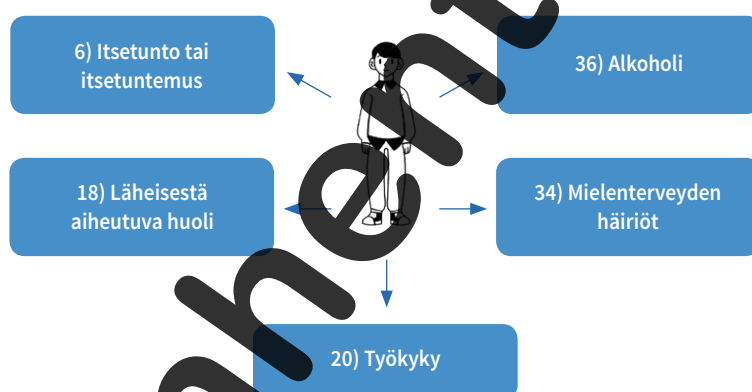 6) Itsetunto tai
itsetuntemus
36) Alkoholi
18) Läheisestä
aiheutuva huoli
34) Mielenterveyden
häiriöt
20) Työkyky